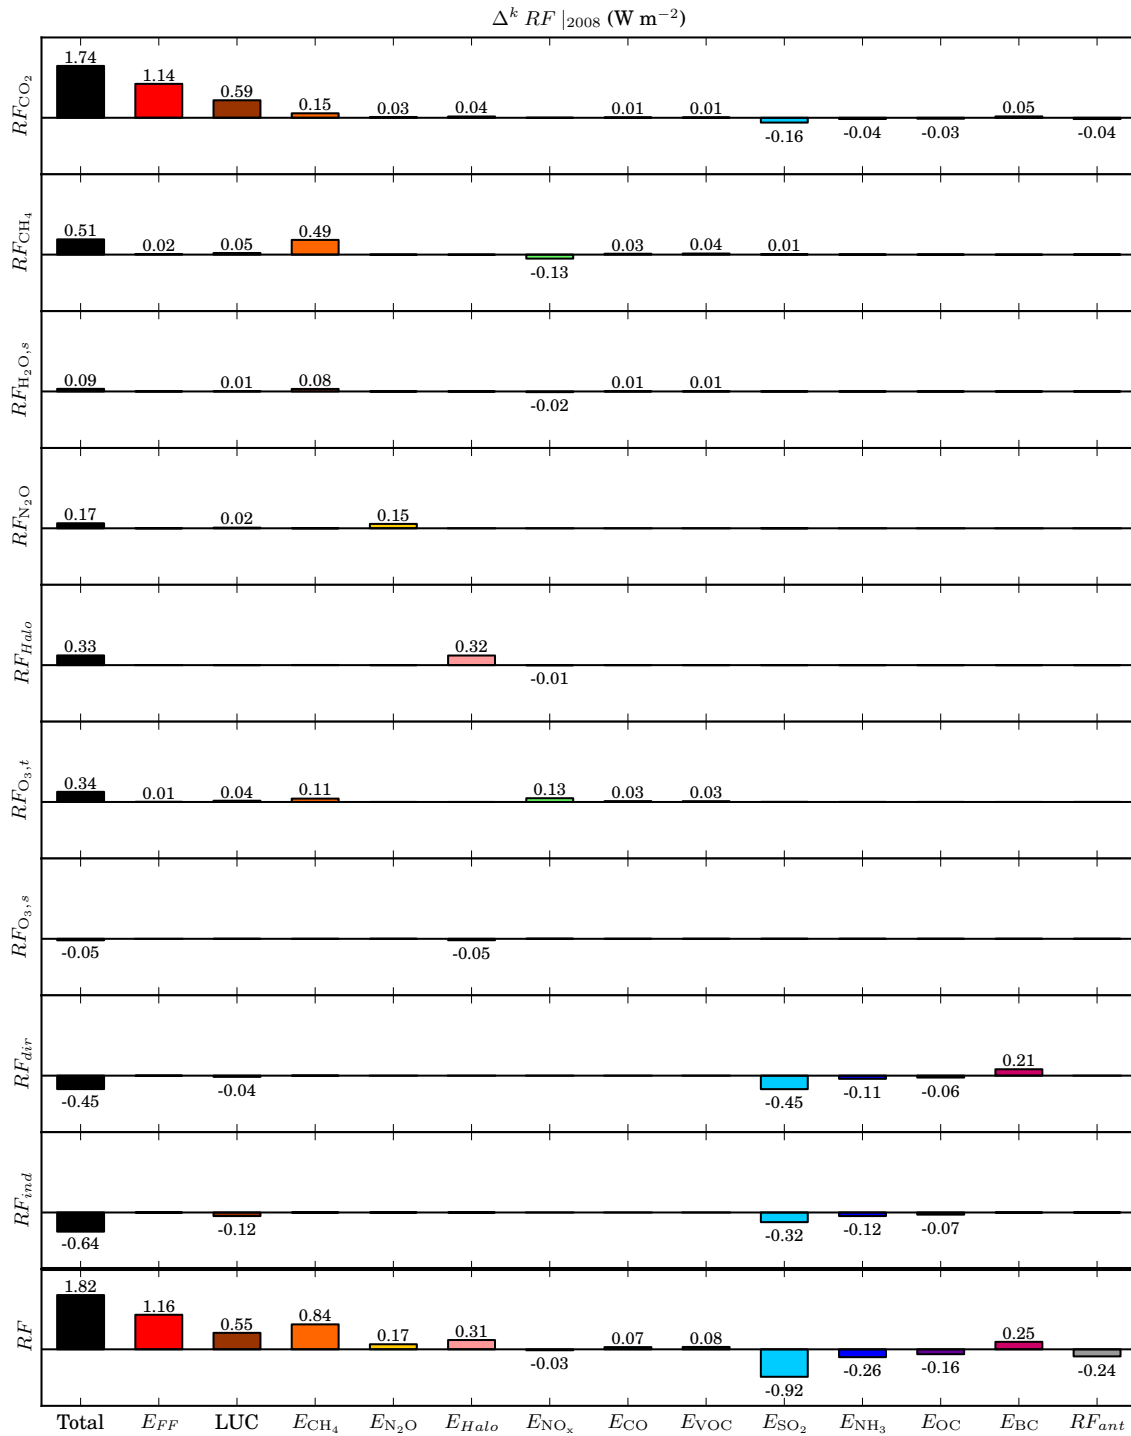 Δᵏ RF |₂₀₀₈ (W m⁻²)
RF_CO₂
1.74 1.14 0.59 0.15 0.03 0.04 0.01 0.01 -0.16 -0.04 -0.03 0.05 -0.04
RF_CH₄
0.51 0.02 0.05 0.49 -0.13 0.03 0.04 0.01
RF_H₂O,s
0.09 0.01 0.08 -0.02 0.01 0.01
RF_N₂O
0.17 0.02 0.15
RF_Halo
0.33 0.32 -0.01
RF_O₃,t
0.34 0.01 0.04 0.11 0.13 0.03 0.03
RF_O₃,s
-0.05 -0.05
RF_dir
-0.45 -0.04 -0.45 -0.11 -0.06 0.21
RF_ind
-0.64 -0.12 -0.32 -0.12 -0.07
RF
1.82 1.16 0.55 0.84 0.17 0.31 -0.03 0.07 0.08 -0.92 -0.26 -0.16 0.25 -0.24
Total E_FF LUC E_CH₄ E_N₂O E_Halo E_NOₓ E_CO E_VOC E_SO₂ E_NH₃ E_OC E_BC RF_ant